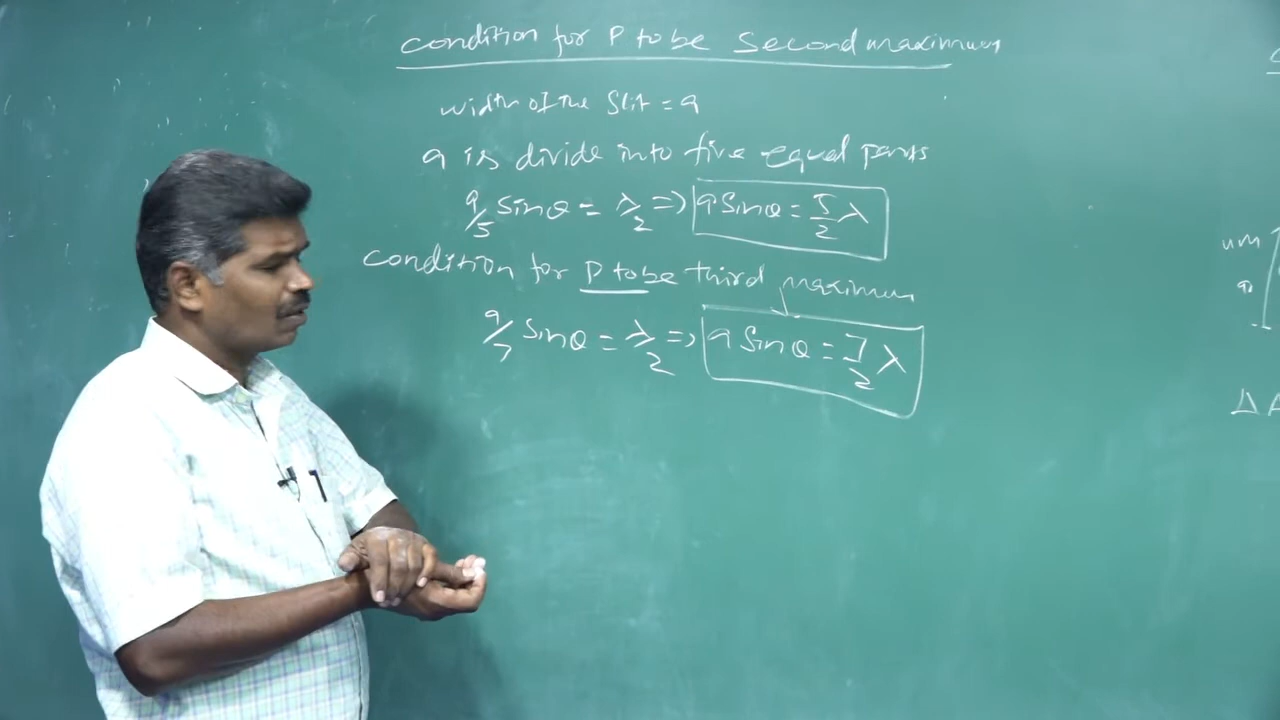 condition for P to be Second maximum
width of the Slit = a
a is divide into five equal parts
a/5 sinθ = λ/2 => a sinθ = 5/2 λ
condition for P to be third maximum
a/7 sinθ = λ/2 => a sinθ = 7/2 λ
um
a
Δ A